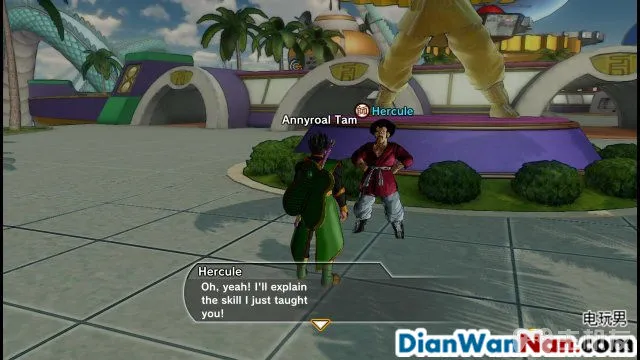 Hercule
Annyroal Tam
Hercule
Oh, yeah! I'll explain
the skill I just taught
you!
电玩男
DianWanNan.com